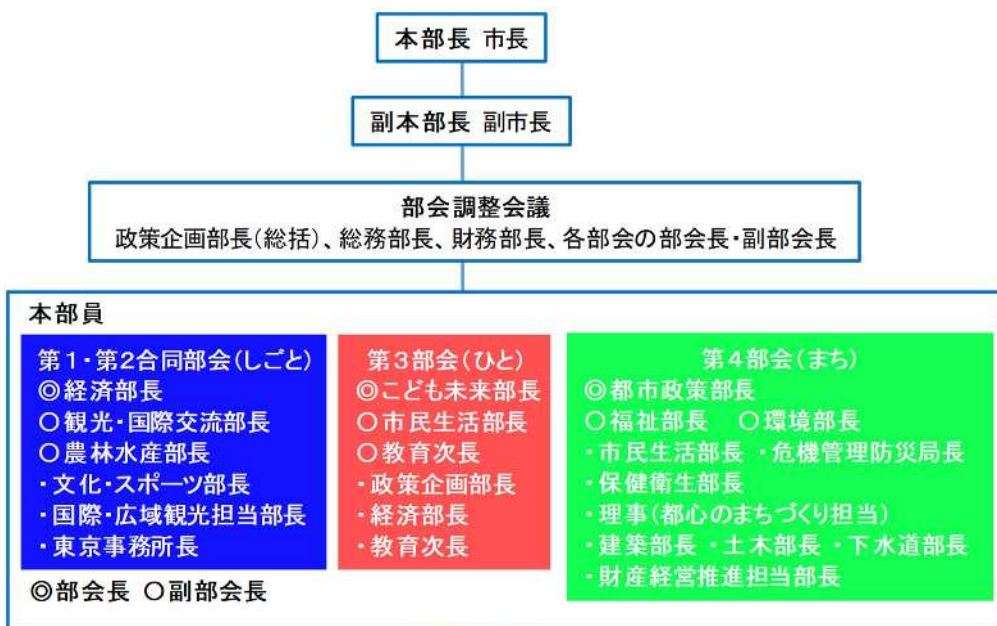 本部長 市長
副本部長 副市長
部会調整会議
政策企画部長(総括)、総務部長、財務部長、各部会の部会長・副部会長
本部員
第1・第2合同部会(しごと)
◎経済部長
○観光・国際交流部長
○農林水産部長
・文化・スポーツ部長
・国際・広域観光担当部長
・東京事務所長
第3部会(ひと)
◎こども未来部長
○市民生活部長
○教育次長
・政策企画部長
・経済部長
・教育次長
第4部会(まち)
◎都市政策部長
○福祉部長 ○環境部長
・市民生活部長 ・危機管理防災局長
・保健衛生部長
・理事(都心のまちづくり担当)
・建築部長 ・土木部長 ・下水道部長
・財産経営推進担当部長
◎部会長 ○副部会長